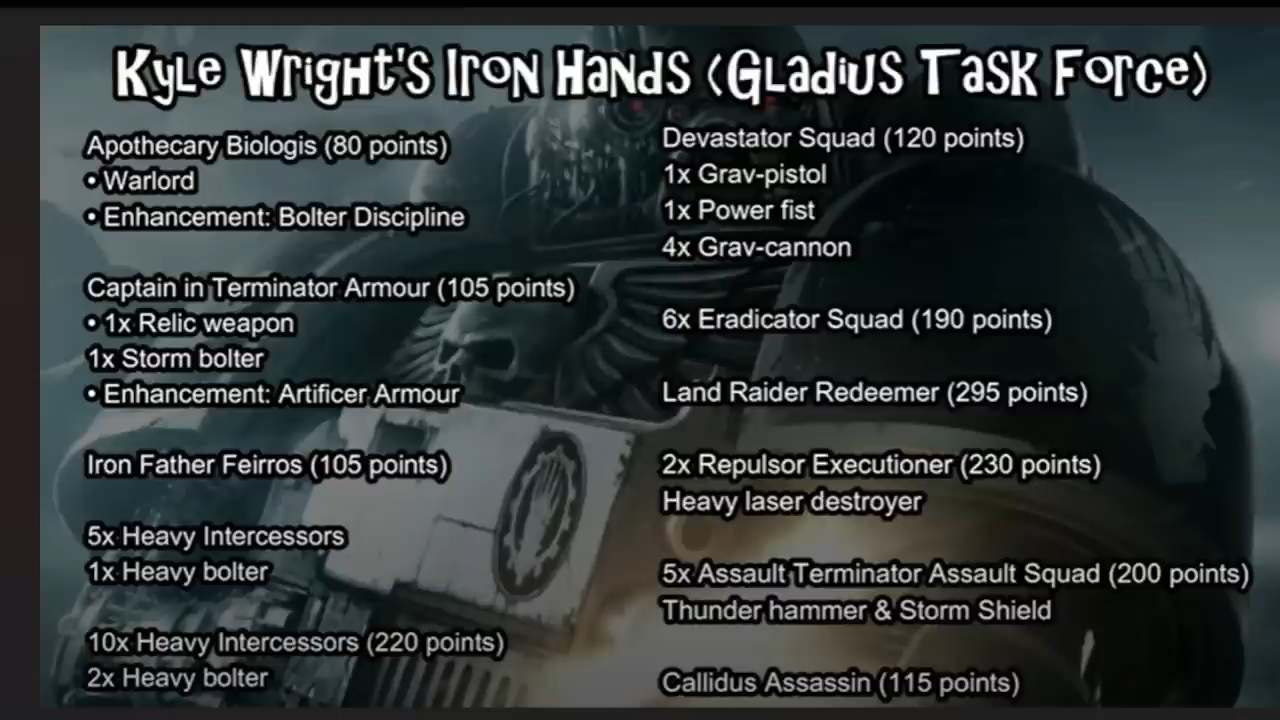 Kyle Wright's Iron Hands (Gladius Task Force)
Apothecary Biologis (80 points)
• Warlord
• Enhancement: Bolter Discipline
Captain in Terminator Armour (105 points)
• 1x Relic weapon
1x Storm bolter
• Enhancement: Artificer Armour
Iron Father Feirros (105 points)
5x Heavy Intercessors
1x Heavy bolter
10x Heavy Intercessors (220 points)
2x Heavy bolter
Devastator Squad (120 points)
1x Grav-pistol
1x Power fist
4x Grav-cannon
6x Eradicator Squad (190 points)
Land Raider Redeemer (295 points)
2x Repulsor Executioner (230 points)
Heavy laser destroyer
5x Assault Terminator Assault Squad (200 points)
Thunder hammer & Storm Shield
Callidus Assassin (115 points)